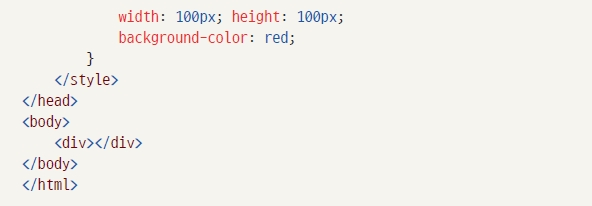 width: 100px; height: 100px;
background-color: red;
}
</style>
</head>
<body>
<div></div>
</body>
</html>